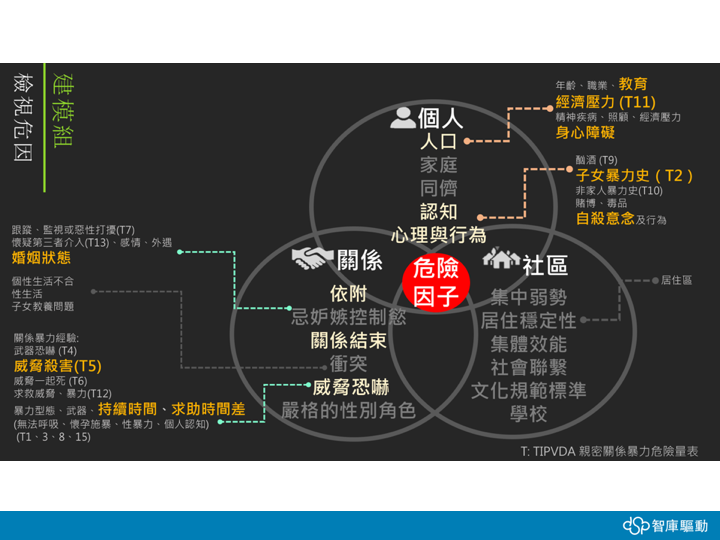 建模組
檢視危因
個人
人口
家庭
同儕
認知
心理與行為
年齡、職業、教育
經濟壓力 (T11)
精神疾病、照顧、經濟壓力
身心障礙
酗酒 (T9)
子女暴力史（T2）
非家人暴力史(T10)
賭博、毒品
自殺意念及行為
危險
因子
關係
依附
忌妒嫉控制慾
關係結束
衝突
威脅恐嚇
嚴格的性別角色
跟蹤、監視或惡性打擾(T7)
懷疑第三者介入(T13)、感情、外遇
婚姻狀態
個性生活不合
性生活
子女教養問題
關係暴力經驗:
武器恐嚇 (T4)
威脅殺害(T5)
威脅一起死 (T6)
求救威脅、暴力(T12)
暴力型態、武器、持續時間、求助時間差
(無法呼吸、懷孕施暴、性暴力、個人認知)
(T1、3、8、15)
社區
集中弱勢
居住穩定性
集體效能
社會聯繫
文化規範標準
學校
居住區
T: TIPVDA 親密關係暴力危險量表
dsp智庫驅動